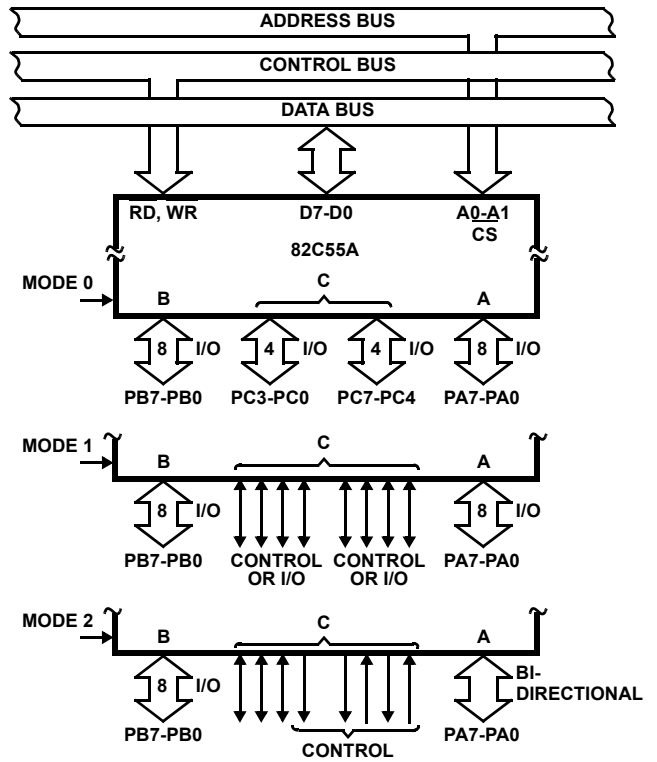 ADDRESS BUS
CONTROL BUS
DATA BUS
RD, WR D7-D0 A0-A1
CS
82C55A
MODE 0
B C A
8 I/O 4 I/O 4 I/O 8 I/O
PB7-PB0 PC3-PC0 PC7-PC4 PA7-PA0
MODE 1
B C A
8 I/O 8 I/O
PB7-PB0 CONTROL CONTROL PA7-PA0
OR I/O OR I/O
MODE 2
B C A
8 I/O BI-
DIRECTIONAL
PB7-PB0 PA7-PA0
CONTROL